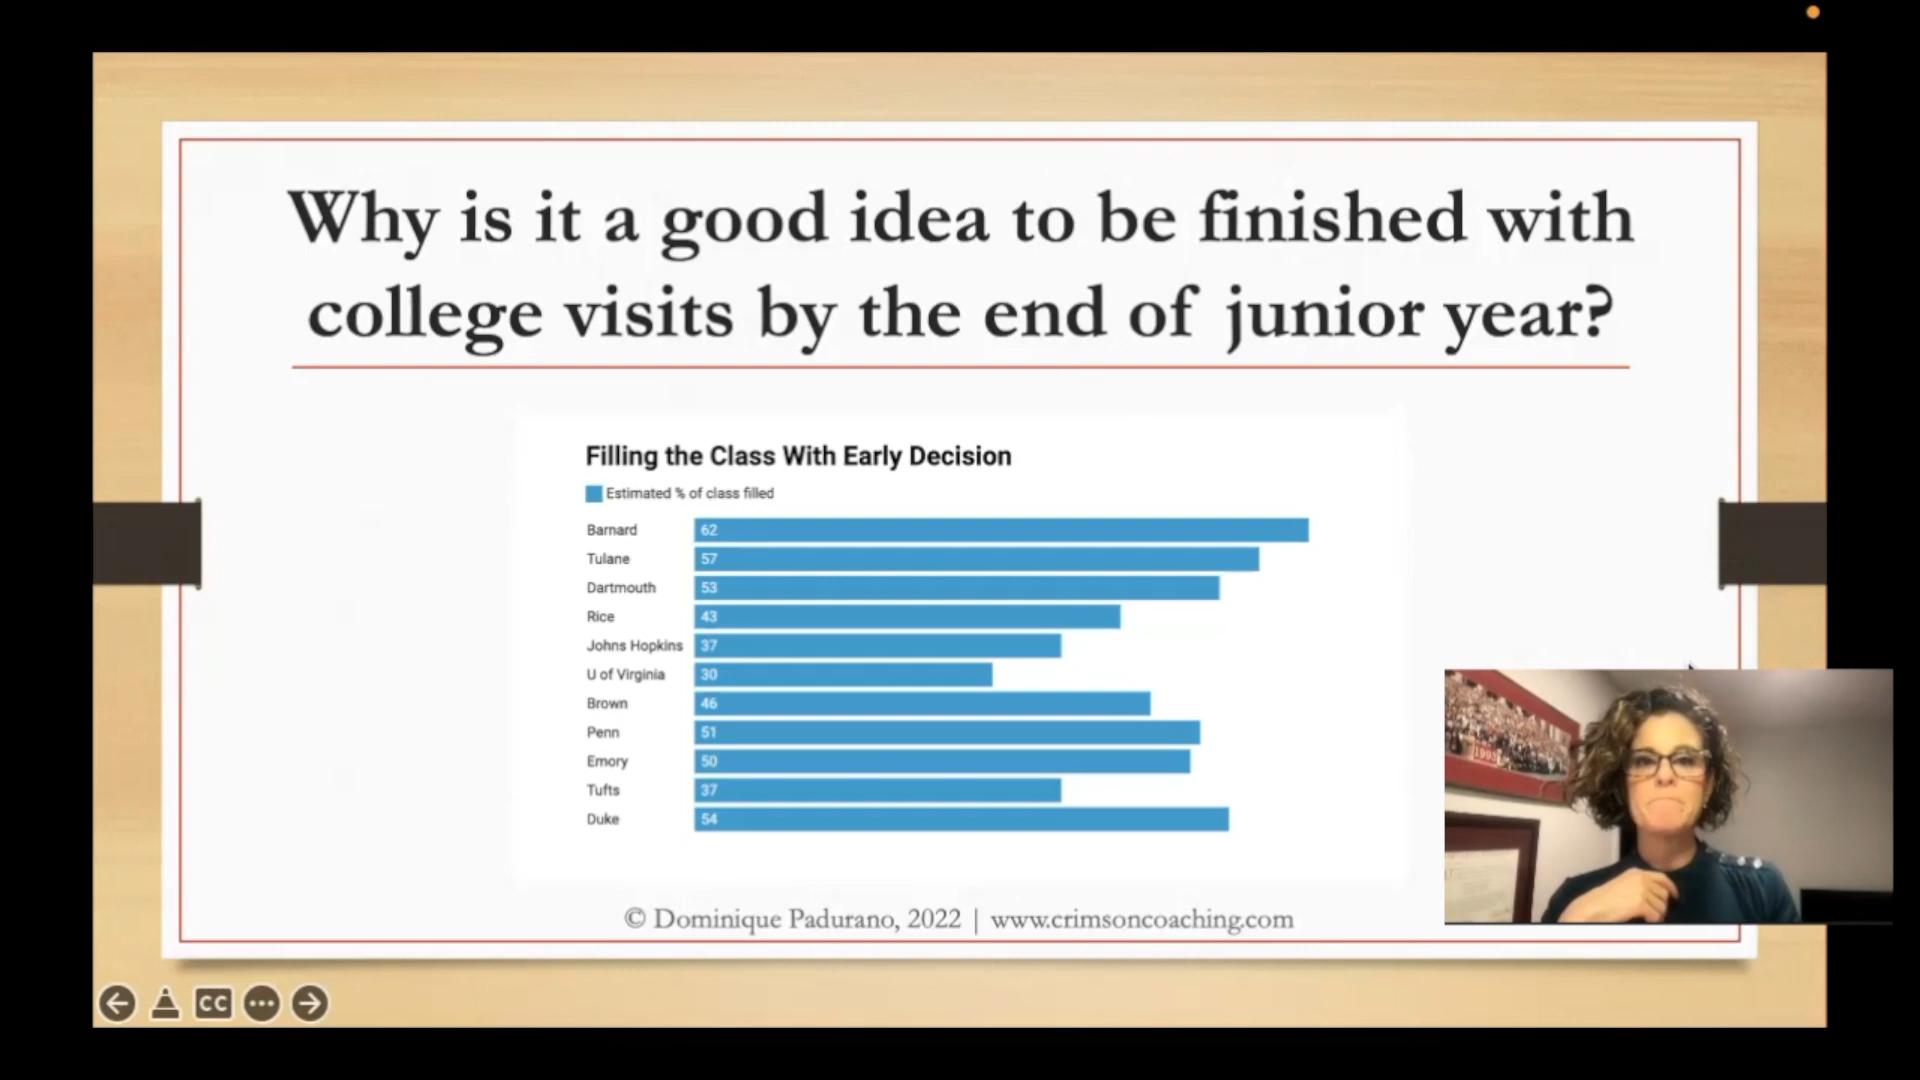 Why is it a good idea to be finished with
college visits by the end of junior year?
Filling the Class With Early Decision
Estimated % of class filled
Barnard 62
Tulane 57
Dartmouth 53
Rice 43
Johns Hopkins 37
U of Virginia 30
Brown 46
Penn 51
Emory 50
Tufts 37
Duke 54
© Dominique Padurano, 2022 | www.crimsoncoaching.com
CC